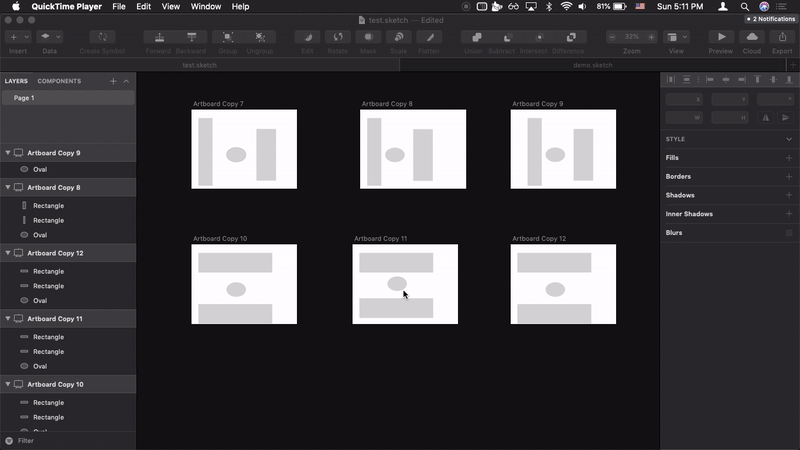 QuickTime Player File Edit View Window Help 81% Sun 5:11 PM
test.sketch — Edited
2 Notifications
Insert Data Create Symbol Forward Backward Group Ungroup Edit Rotate Mask Scale Flatten Union Subtract Intersect Difference 32% Zoom View Preview Cloud Export
test.sketch demo.sketch
LAYERS COMPONENTS
Page 1
Artboard Copy 9
Oval
Artboard Copy 8
Rectangle
Rectangle
Oval
Artboard Copy 12
Rectangle
Rectangle
Oval
Artboard Copy 11
Rectangle
Rectangle
Oval
Artboard Copy 10
Rectangle
Rectangle
Oval
Filter
Artboard Copy 7 Artboard Copy 8 Artboard Copy 9
Artboard Copy 10 Artboard Copy 11 Artboard Copy 12
X Y °
W H
STYLE
Fills
Borders
Shadows
Inner Shadows
Blurs